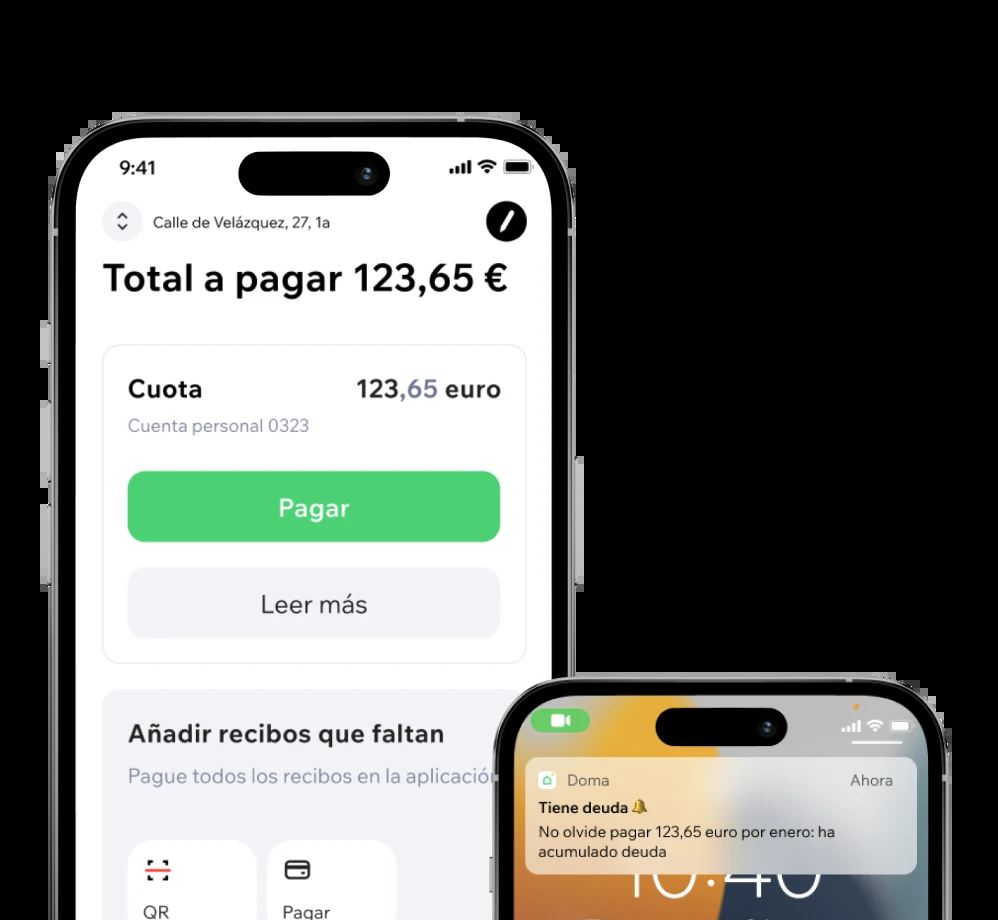 9:41
Calle de Velázquez, 27, 1a
Total a pagar 123,65 €
Cuota 123,65 euro
Cuenta personal 0323
Pagar
Leer más
Añadir recibos que faltan
Pague todos los recibos en la aplicación
QR Pagar
Doma Ahora
Tiene deuda
No olvide pagar 123,65 euro por enero: ha
acumulado deuda
10:40